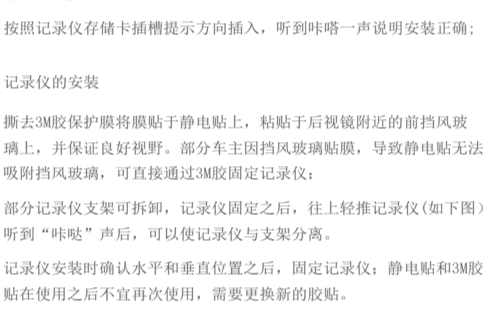 按照记录仪存储卡插槽提示方向插入，听到咔嗒一声说明安装正确；
记录仪的安装
撕去3M胶保护膜将膜贴于静电贴上，粘贴于后视镜附近的前挡风玻
璃上，并保证良好视野。部分车主因挡风玻璃贴膜，导致静电贴无法
吸附挡风玻璃，可直接通过3M胶固定记录仪；
部分记录仪支架可拆卸，记录仪固定之后，往上轻推记录仪(如下图)
听到“咔哒”声后，可以使记录仪与支架分离。
记录仪安装时确认水平和垂直位置之后，固定记录仪；静电贴和3M胶
贴在使用之后不宜再次使用，需要更换新的胶贴。